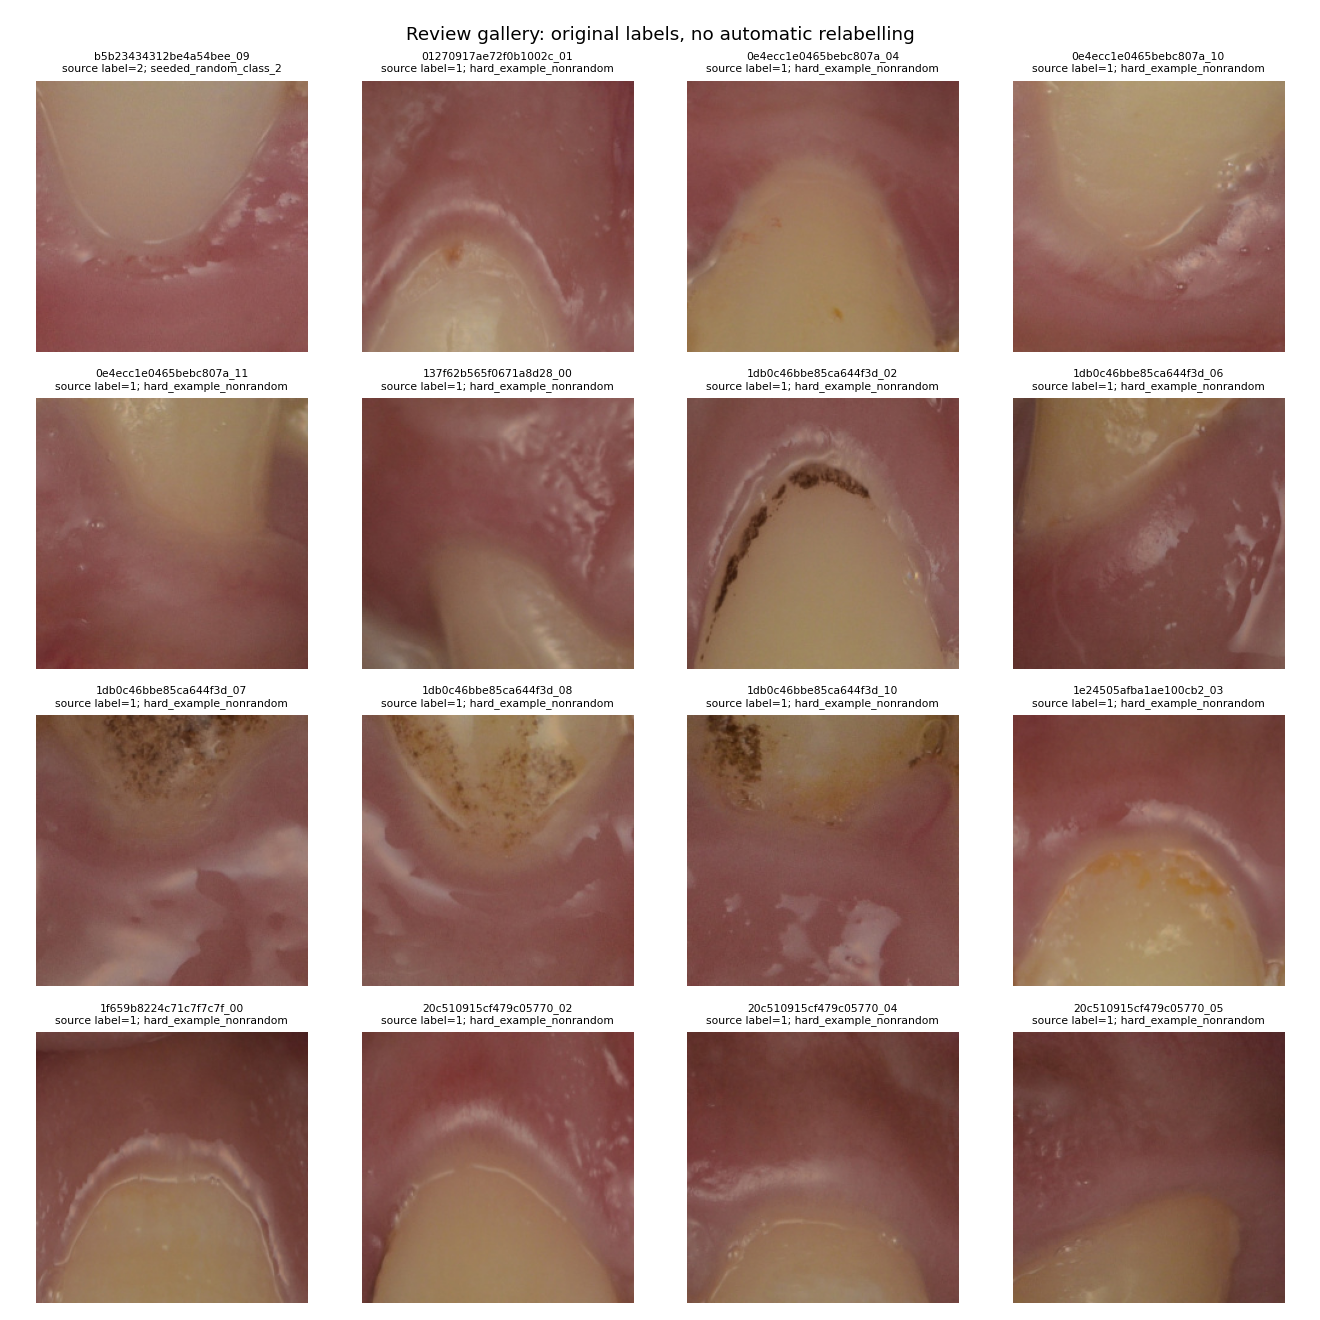 Review gallery: original labels, no automatic relabelling
b5b23434312be4a54bee_09
source label=2; seeded_random_class_2
01270917ae72f0b1002c_01
source label=1; hard_example_nonrandom
0e4ecc1e0465bebc807a_04
source label=1; hard_example_nonrandom
0e4ecc1e0465bebc807a_10
source label=1; hard_example_nonrandom
0e4ecc1e0465bebc807a_11
source label=1; hard_example_nonrandom
137f62b565f0671a8d28_00
source label=1; hard_example_nonrandom
1db0c46bbe85ca644f3d_02
source label=1; hard_example_nonrandom
1db0c46bbe85ca644f3d_06
source label=1; hard_example_nonrandom
1db0c46bbe85ca644f3d_07
source label=1; hard_example_nonrandom
1db0c46bbe85ca644f3d_08
source label=1; hard_example_nonrandom
1db0c46bbe85ca644f3d_10
source label=1; hard_example_nonrandom
1e24505afba1ae100cb2_03
source label=1; hard_example_nonrandom
1f659b8224c71c7f7c7f_00
source label=1; hard_example_nonrandom
20c510915cf479c05770_02
source label=1; hard_example_nonrandom
20c510915cf479c05770_04
source label=1; hard_example_nonrandom
20c510915cf479c05770_05
source label=1; hard_example_nonrandom